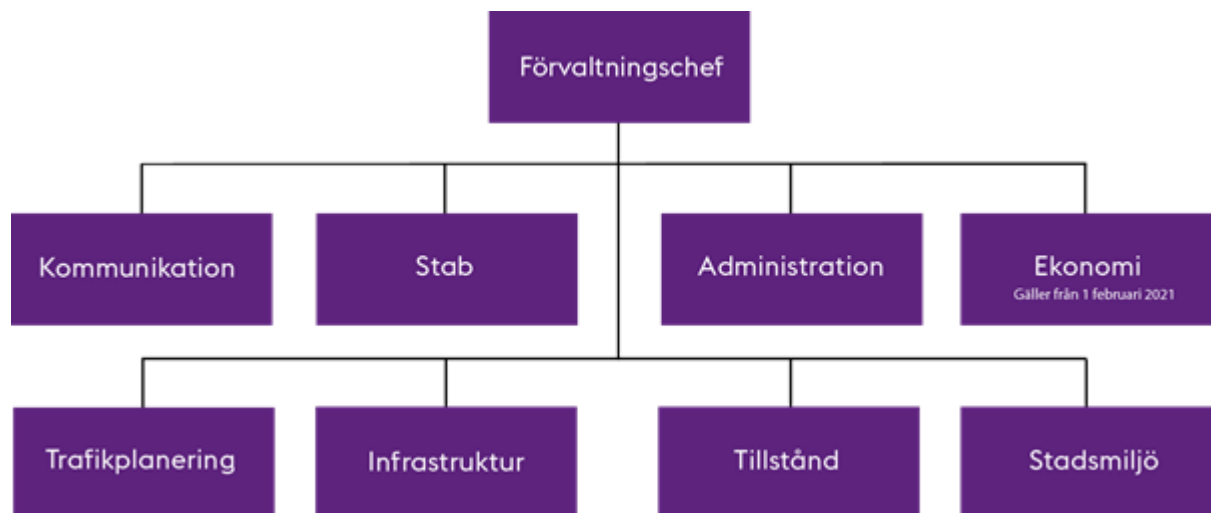 Förvaltningschef
Kommunikation
Stab
Administration
Ekonomi
Gäller från 1 februari 2021
Trafikplanering
Infrastruktur
Tillstånd
Stadsmiljö